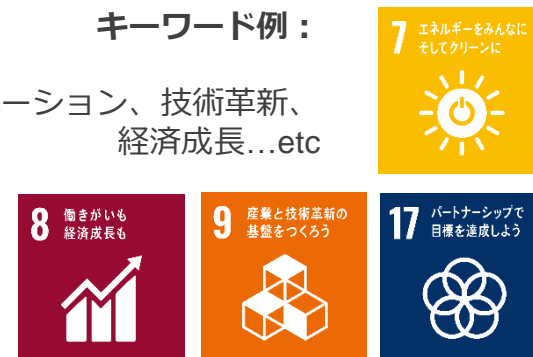 キーワード例：
ーション、技術革新、
経済成長…etc
7 エネルギーをみんなに
そしてクリーンに
8 働きがいも
経済成長も
9 産業と技術革新の
基盤をつくろう
17 パートナーシップで
目標を達成しよう